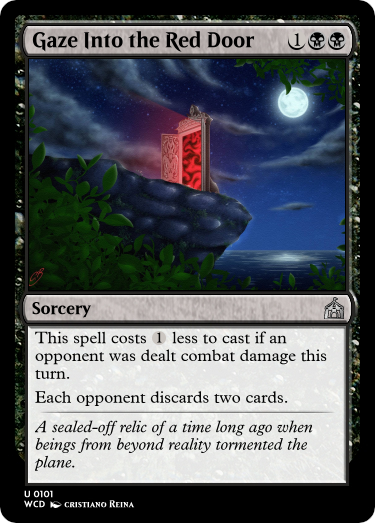 Gaze Into the Red Door 1
Sorcery
This spell costs 1 less to cast if an
opponent was dealt combat damage this
turn.
Each opponent discards two cards.
A sealed-off relic of a time long ago when
beings from beyond reality tormented the
plane.
U 0101
WCD Cristiano Reina